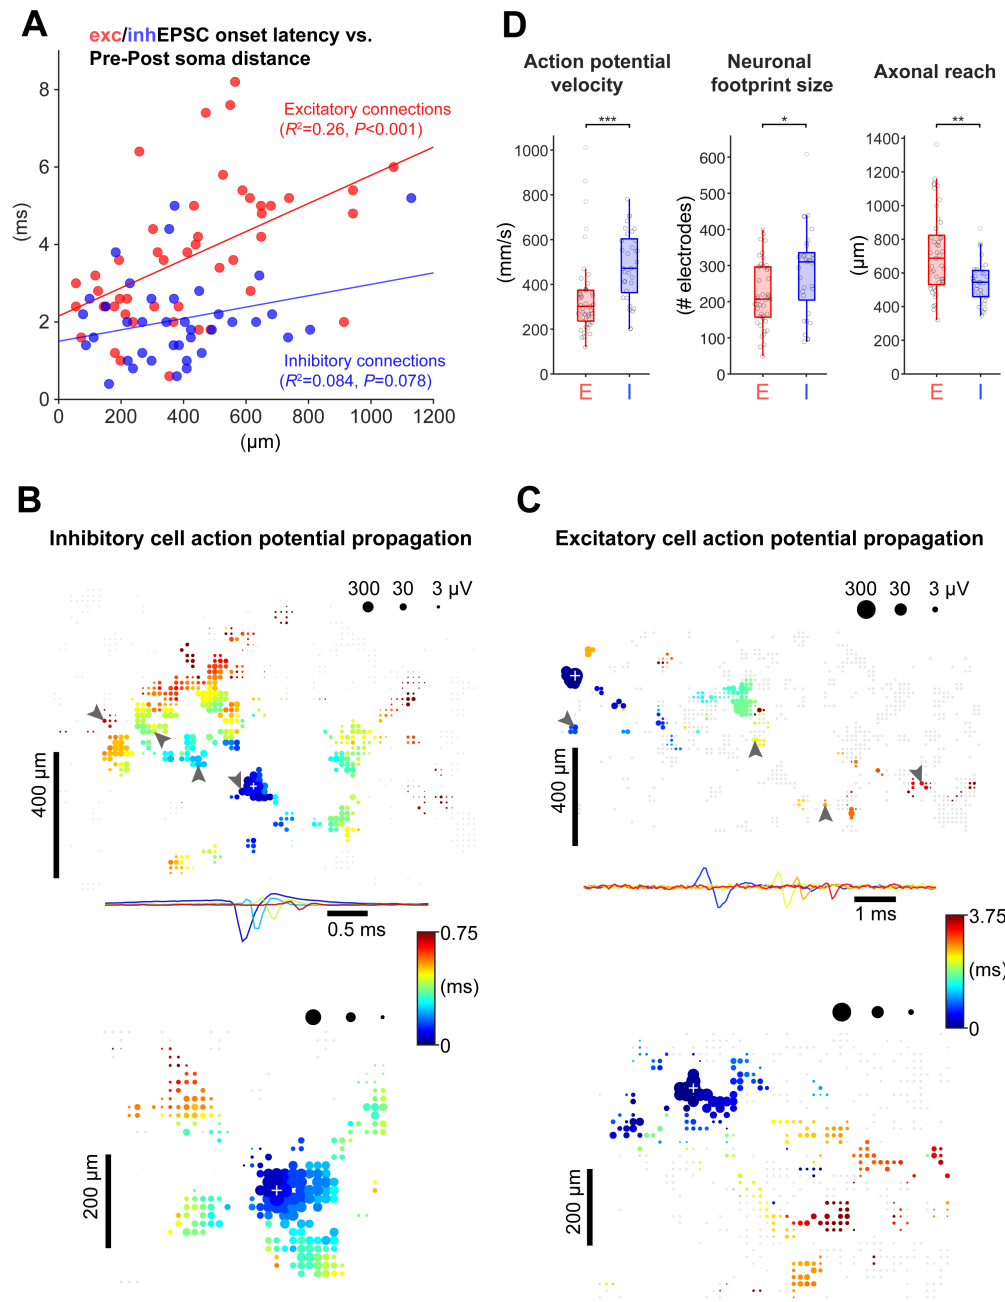 A
exc/inhEPSC onset latency vs.
Pre-Post soma distance
8
6
4
2
0
(ms)
Excitatory connections
(R²=0.26, P<0.001)
Inhibitory connections
(R²=0.084, P=0.078)
0 200 400 600 800 1000 1200
(µm)
D
Action potential
velocity
***
1000
800
600
400
200
0
(mm/s)
E I
Neuronal
footprint size
*
600
500
400
300
200
100
0
(# electrodes)
E I
Axonal reach
**
1400
1200
1000
800
600
400
200
0
(µm)
E I
B
Inhibitory cell action potential propagation
300 30 3 µV
400 µm
0.5 ms
0.75
(ms)
0
200 µm
C
Excitatory cell action potential propagation
300 30 3 µV
400 µm
1 ms
3.75
(ms)
0
200 µm